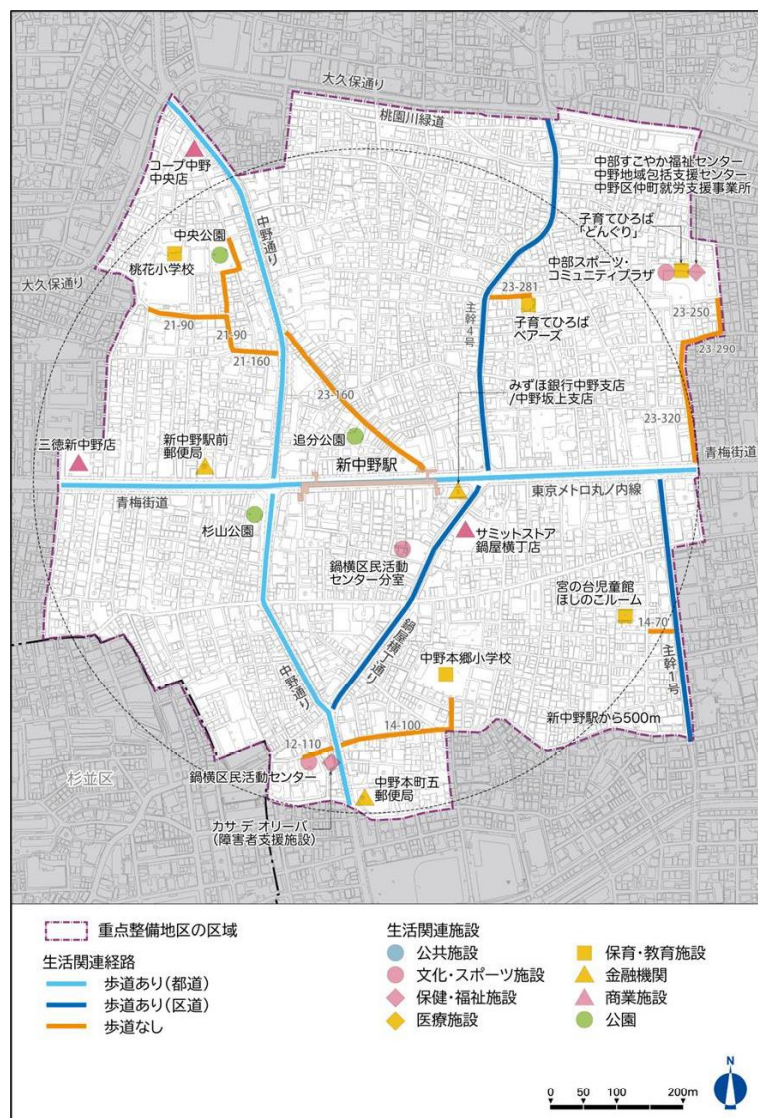 大久保通り
桃園川緑道
コープ中野
中央店
中部すこやか福祉センター
中野地域包括支援センター
中野区仲町就労支援事業所
中央公園
中野通り
子育てひろば
「どんぐり」
桃花小学校
中部スポーツ・
コミュニティプラザ
大久保通り
23-281
主幹4号
21-90
21-90
子育てひろば
ペアーズ
23-250
23-290
21-160
23-160
みずほ銀行中野支店
/中野坂上支店
23-320
三徳新中野店
新中野駅前
郵便局
追分公園
新中野駅
青梅街道
青梅街道
東京メトロ丸ノ内線
杉山公園
サミットストア
鍋屋横丁店
鍋横区民活動
センター分室
宮の台児童館
ほしのこルーム
14-70
鍋屋横丁通り
中野本郷小学校
主幹1号
中野通り
新中野駅から500m
14-100
12-110
杉並区
鍋横区民活動センター
中野本町五
郵便局
カサ デ オリーバ
(障害者支援施設)
重点整備地区の区域
生活関連経路
歩道あり(都道)
歩道あり(区道)
歩道なし
生活関連施設
公共施設
文化・スポーツ施設
保健・福祉施設
医療施設
保育・教育施設
金融機関
商業施設
公園
N
0 50 100 200m